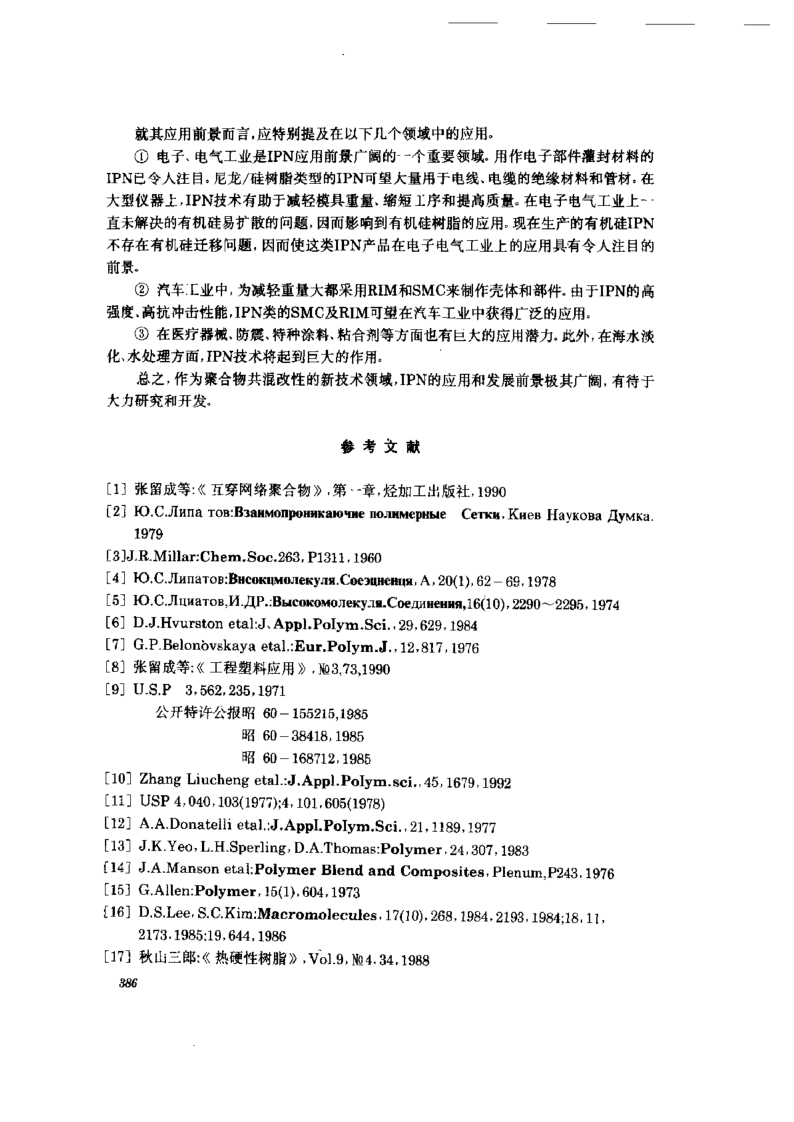 就其应用前景而言,应特别提及在以下几个领域中的应用。
① 电子、电气工业是IPN应用前景广阔的一个重要领域。用作电子部件灌封材料的
IPN已令人注目。尼龙/硅树脂类型的IPN可望大量用于电线、电缆的绝缘材料和管材。在
大型仪器上,IPN技术有助于减轻模具重量、缩短工序和提高质量。在电子电气工业上一
直未解决的有机硅易扩散的问题,因而影响到有机硅树脂的应用。现在生产的有机硅IPN
不存在有机硅迁移问题,因而使这类IPN产品在电子电气工业上的应用具有令人注目的
前景。
② 汽车工业中,为减轻重量大都采用RIM和SMC来制作壳体和部件。由于IPN的高
强度、高抗冲击性能,IPN类的SMC及RIM可望在汽车工业中获得广泛的应用。
③ 在医疗器械、防震、特种涂料、粘合剂等方面也有巨大的应用潜力。此外,在海水淡
化、水处理方面,IPN技术将起到巨大的作用。
总之,作为聚合物共混改性的新技术领域,IPN的应用和发展前景极其广阔,有待于
大力研究和开发。
参考文献
[1] 张留成等:《互穿网络聚合物》,第一章,烃加工出版社,1990
[2] Ю.С.Липа тов:Взаимопроникаючие полимерные Сетки,Киев Наукова Думка.
1979
[3]J.R.Millar:Chem.Soc.263,P1311,1960
[4] Ю.С.Липатов:Внсокцмолекуля.Соеэцненця,А,20(1),62－69,1978
[5] Ю.С.Лциатов,И.ДР.:Высокомолекуля.Соединения,16(10),2290～2295,1974
[6] D.J.Hvurston etal:J、Appl.Polym.Sci.,29,629,1984
[7] G.P.Belonòvskaya etal.:Eur.Polym.J.,12,817,1976
[8] 张留成等:《工程塑料应用》,№3,73,1990
[9] U.S.P 3,562,235,1971
公开特许公报昭 60－155215,1985
昭 60－38418,1985
昭 60－168712,1985
[10] Zhang Liucheng etal.:J.Appl.Polym.sci.,45,1679,1992
[11] USP 4,040,103(1977);4,101,605(1978)
[12] A.A.Donatelli etal.:J.Appl.Polym.Sci.,21,1189,1977
[13] J.K.Yeo,L.H.Sperling,D.A.Thomas:Polymer,24,307,1983
[14] J.A.Manson etal:Polymer Blend and Composites,Plenum,P243,1976
[15] G.Allen:Polymer,15(1),604,1973
[16] D.S.Lee,S.C.Kim:Macromolecules,17(10),268,1984,2193,1984;18,11,
2173,1985;19,644,1986
[17] 秋山三郎:《热硬性树脂》,Vol.9,№4,34,1988
386